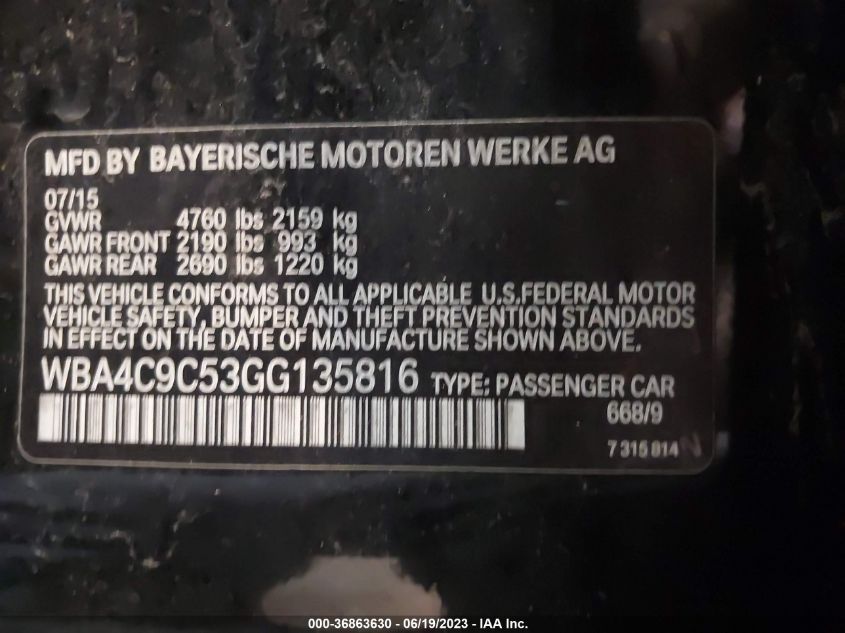 MFD BY BAYERISCHE MOTOREN WERKE AG
07/15
GVWR 4760 lbs 2159 kg
GAWR FRONT 2190 lbs 993 kg
GAWR REAR 2690 lbs 1220 kg
THIS VEHICLE CONFORMS TO ALL APPLICABLE U.S.FEDERAL MOTOR
VEHICLE SAFETY, BUMPER AND THEFT PREVENTION STANDARDS
IN EFFECT ON THE DATE OF MANUFACTURE SHOWN ABOVE.
WBA4C9C53GG135816 TYPE: PASSENGER CAR
668/9
7 315 814
000-36863630 - 06/19/2023 - IAA Inc.